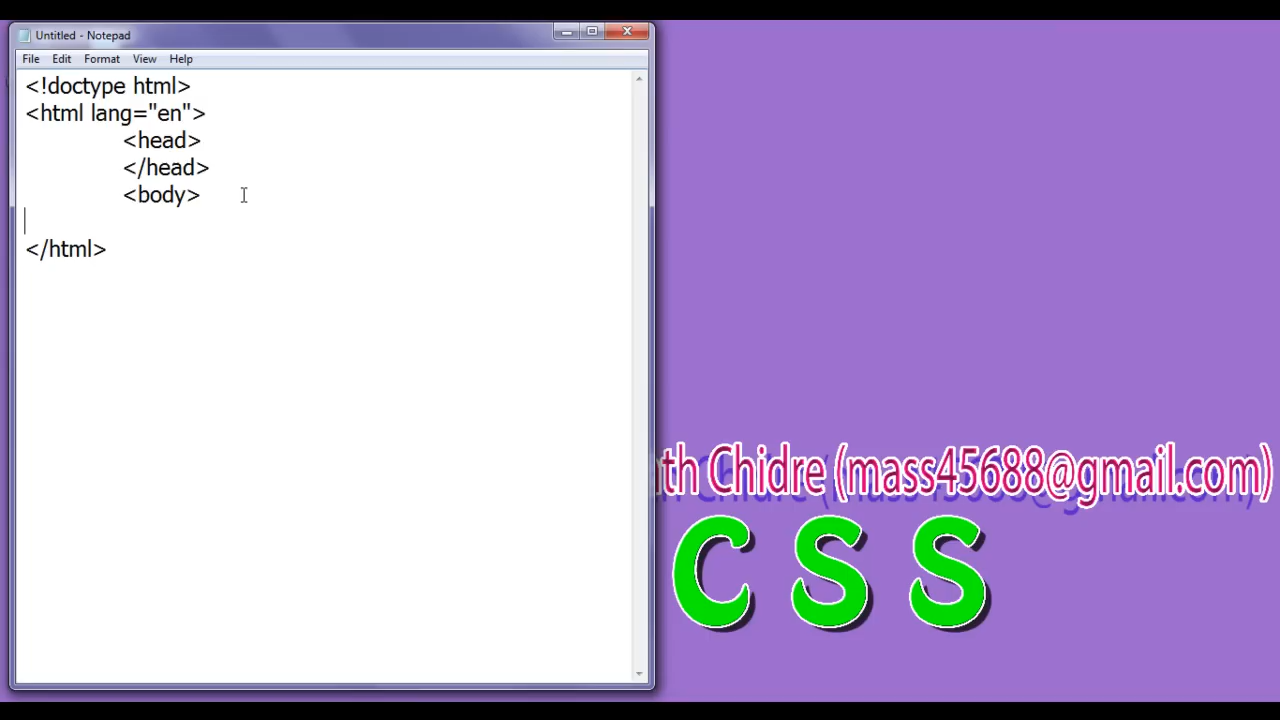 Untitled - Notepad
File Edit Format View Help
<!doctype html>
<html lang="en">
<head>
</head>
<body>
</html>
Chidre (mass45688@gmail.com)
CSS